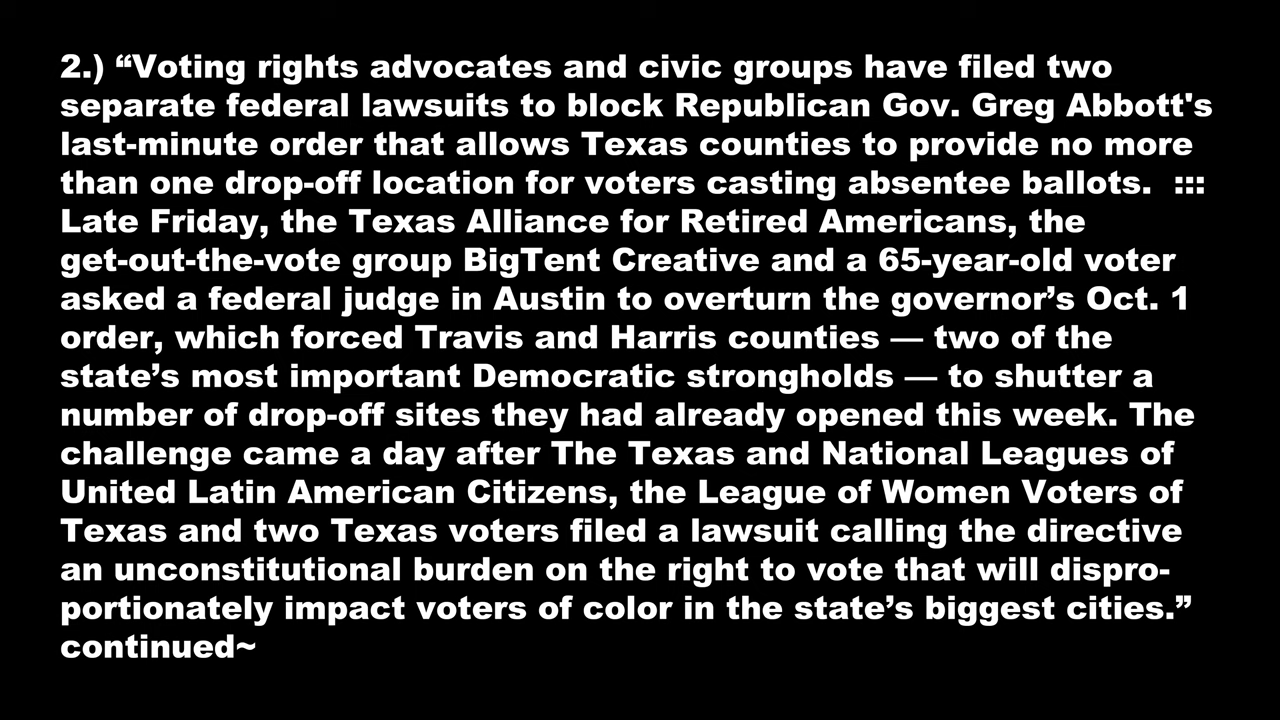 2.) “Voting rights advocates and civic groups have filed two
separate federal lawsuits to block Republican Gov. Greg Abbott's
last-minute order that allows Texas counties to provide no more
than one drop-off location for voters casting absentee ballots.  :::
Late Friday, the Texas Alliance for Retired Americans, the
get-out-the-vote group BigTent Creative and a 65-year-old voter
asked a federal judge in Austin to overturn the governor’s Oct. 1
order, which forced Travis and Harris counties — two of the
state’s most important Democratic strongholds — to shutter a
number of drop-off sites they had already opened this week. The
challenge came a day after The Texas and National Leagues of
United Latin American Citizens, the League of Women Voters of
Texas and two Texas voters filed a lawsuit calling the directive
an unconstitutional burden on the right to vote that will dispro-
portionately impact voters of color in the state’s biggest cities.”
continued~